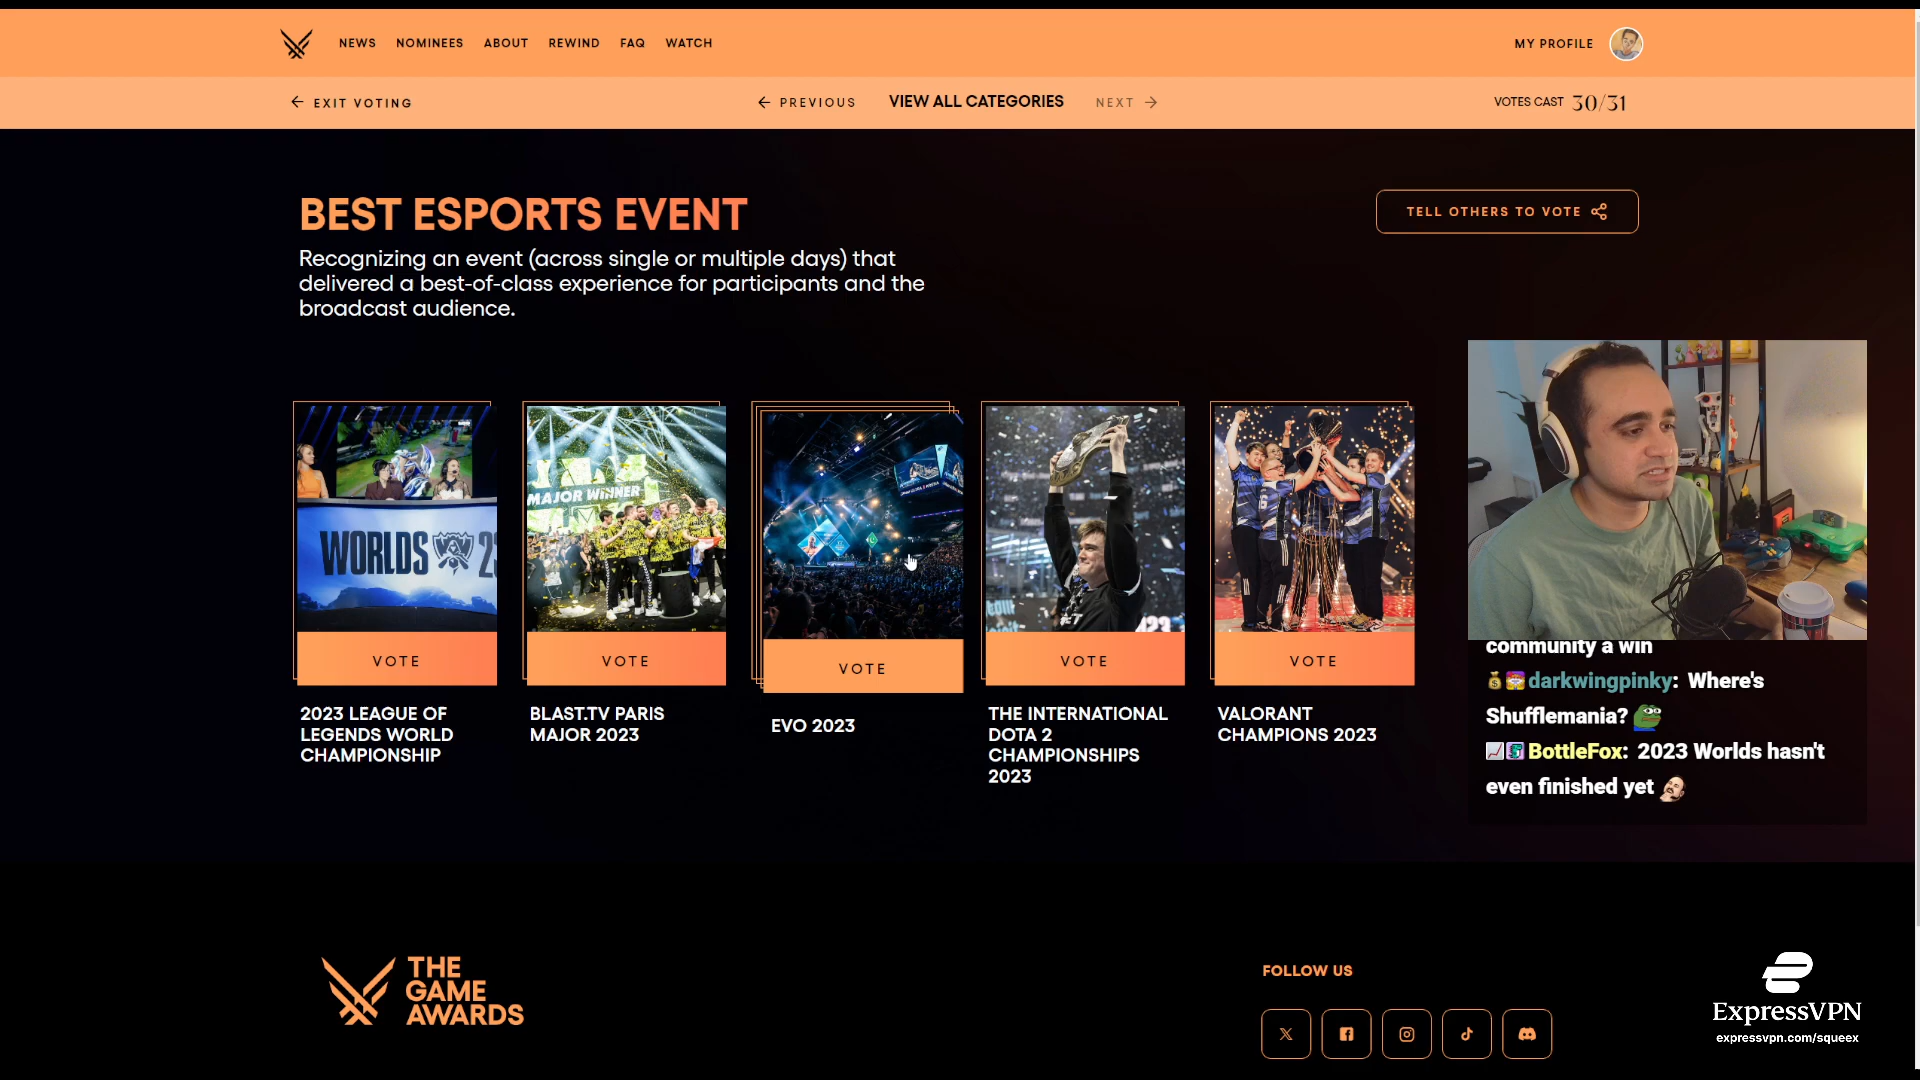 NEWS NOMINEES ABOUT REWIND FAQ WATCH
MY PROFILE
EXIT VOTING
PREVIOUS VIEW ALL CATEGORIES NEXT
VOTES CAST 30/31
BEST ESPORTS EVENT
TELL OTHERS TO VOTE
Recognizing an event (across single or multiple days) that
delivered a best-of-class experience for participants and the
broadcast audience.
WORLDS 23
MAJOR WINNER
VOTE
VOTE
VOTE
VOTE
VOTE
2023 LEAGUE OF
LEGENDS WORLD
CHAMPIONSHIP
BLAST.TV PARIS
MAJOR 2023
EVO 2023
THE INTERNATIONAL
DOTA 2
CHAMPIONSHIPS
2023
VALORANT
CHAMPIONS 2023
community a win
darkwingpinky: Where's
Shufflemania?
BottleFox: 2023 Worlds hasn't
even finished yet
THE
GAME
AWARDS
FOLLOW US
ExpressVPN
expressvpn.com/squeex